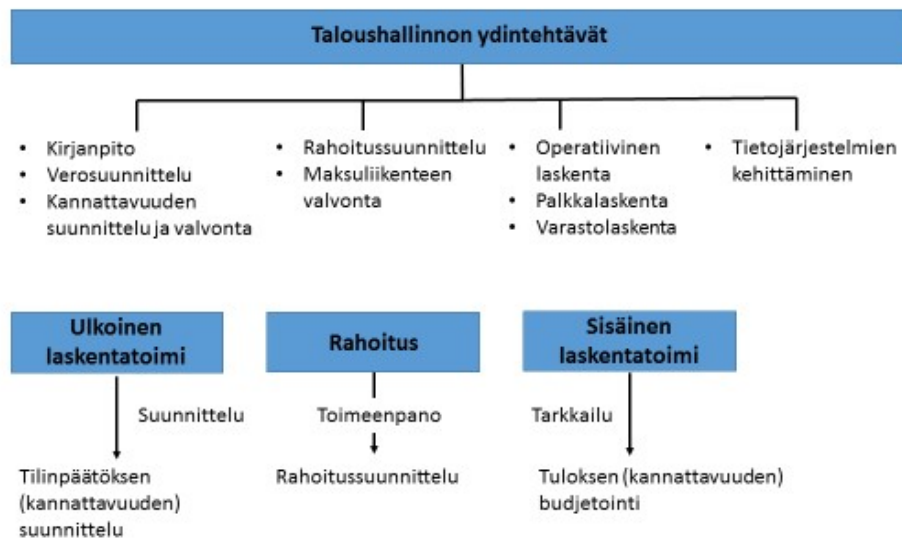 Taloushallinnon ydintehtävät
• Kirjanpito
• Verosuunnittelu
• Kannattavuuden
suunnittelu ja valvonta
• Rahoitussuunnittelu
• Maksuliikenteen
valvonta
• Operatiivinen
laskenta
• Palkkalaskenta
• Varastolaskenta
• Tietojärjestelmien
kehittäminen
Ulkoinen
laskentatoimi
Suunnittelu
Tilinpäätöksen
(kannattavuuden)
suunnittelu
Rahoitus
Toimeenpano
Rahoitussuunnittelu
Sisäinen
laskentatoimi
Tarkkailu
Tuloksen (kannattavuuden)
budjetointi